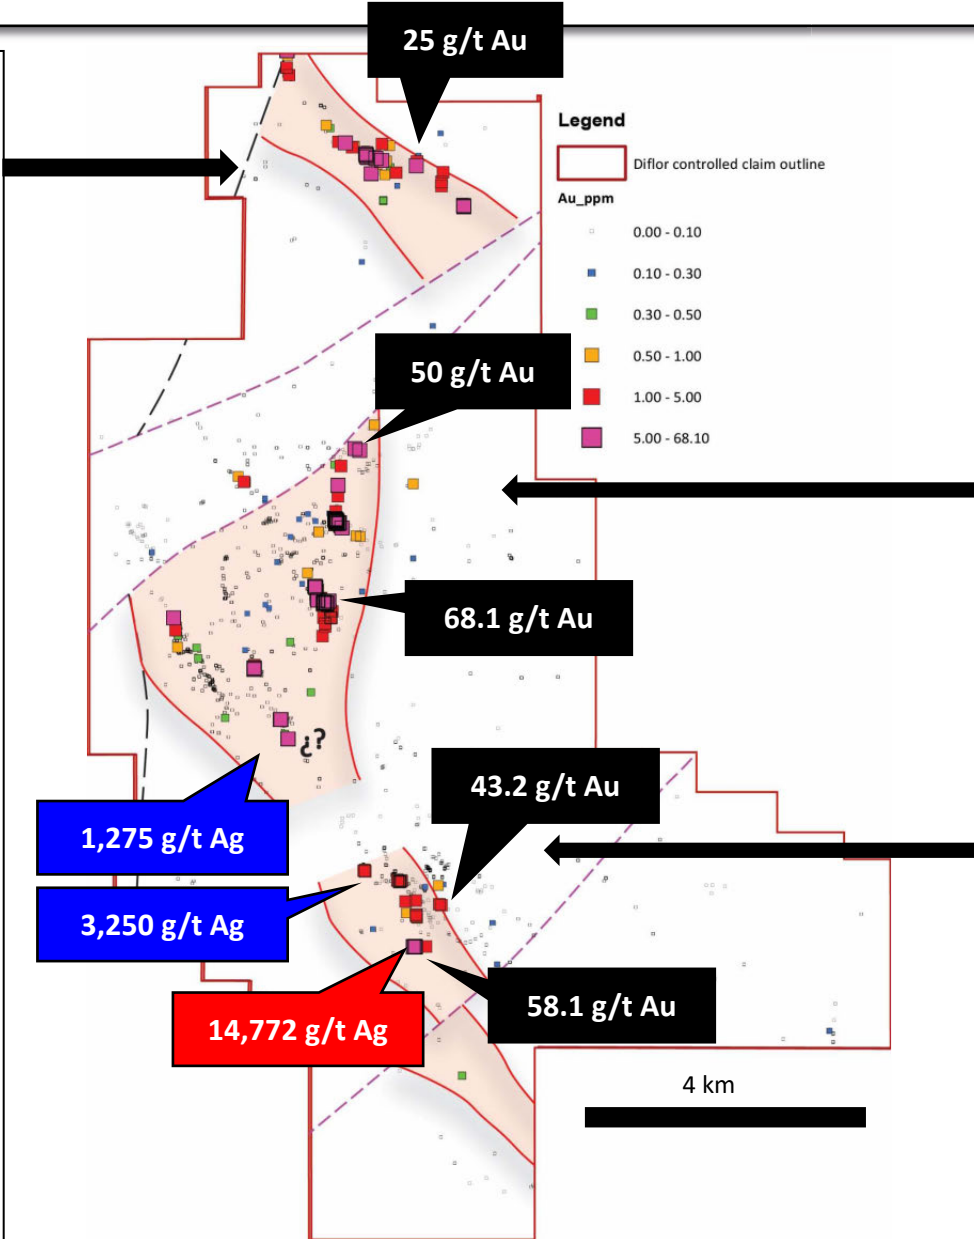 25 g/t Au
Legend
Diflor controlled claim outline
Au_ppm
0.00 - 0.10
0.10 - 0.30
0.30 - 0.50
0.50 - 1.00
1.00 - 5.00
5.00 - 68.10
50 g/t Au
68.1 g/t Au
¿?
43.2 g/t Au
1,275 g/t Ag
3,250 g/t Ag
58.1 g/t Au
14,772 g/t Ag
4 km